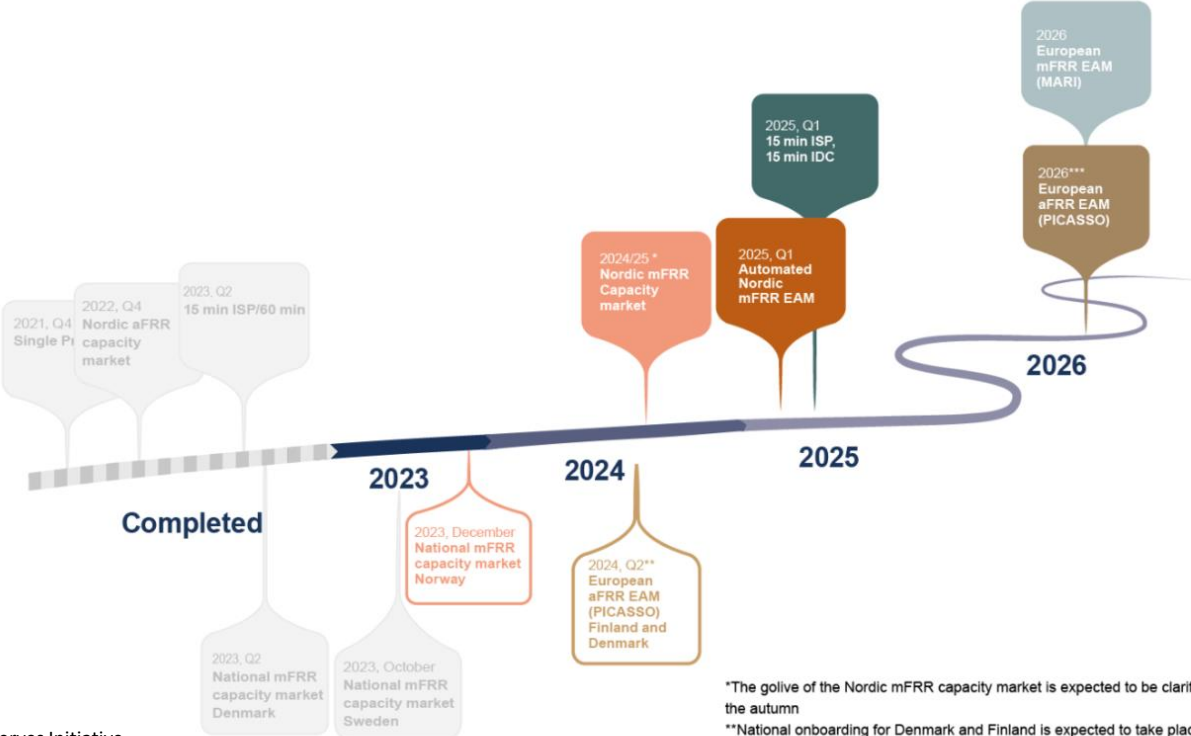 2026
European
mFRR EAM
(MARI)
2025, Q1
15 min ISP,
15 min IDC
2026***
European
aFRR EAM
(PICASSO)
2024/25 *
Nordic mFRR
Capacity
market
2025, Q1
Automated
Nordic
mFRR EAM
2021, Q4
Single
2022, Q4
Nordic aFRR
capacity
market
2023, Q2
15 min ISP/60 min
2026
2025
2024
2023
Completed
2023, December
National mFRR
capacity market
Norway
2024, Q2**
European
aFRR EAM
(PICASSO)
Finland and
Denmark
2023, Q2
National mFRR
capacity market
Denmark
2023, October
National mFRR
capacity market
Sweden
*The golive of the Nordic mFRR capacity market is expected to be
the autumn
**National onboarding for Denmark and Finland is expected to take
Initiative